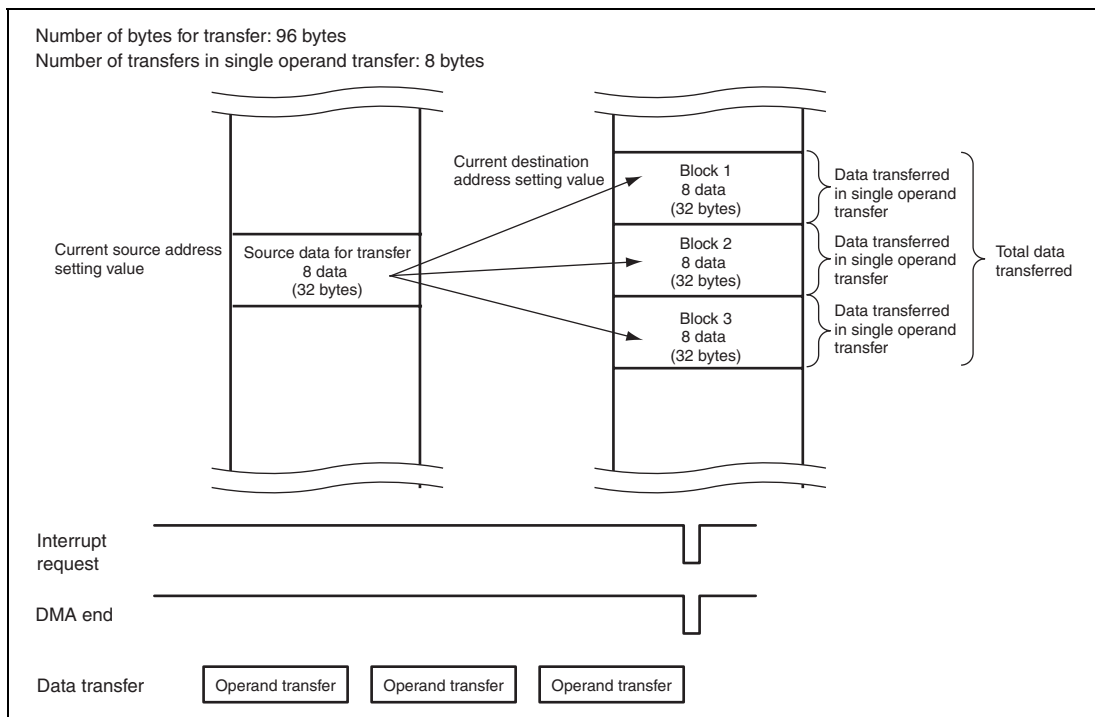 Number of bytes for transfer: 96 bytes
Number of transfers in single operand transfer: 8 bytes
Current destination
address setting value
Current source address
setting value
Source data for transfer
8 data
(32 bytes)
Block 1
8 data
(32 bytes)
Block 2
8 data
(32 bytes)
Block 3
8 data
(32 bytes)
Data transferred
in single operand
transfer
Data transferred
in single operand
transfer
Data transferred
in single operand
transfer
Total data
transferred
Interrupt
request
DMA end
Data transfer
Operand transfer
Operand transfer
Operand transfer